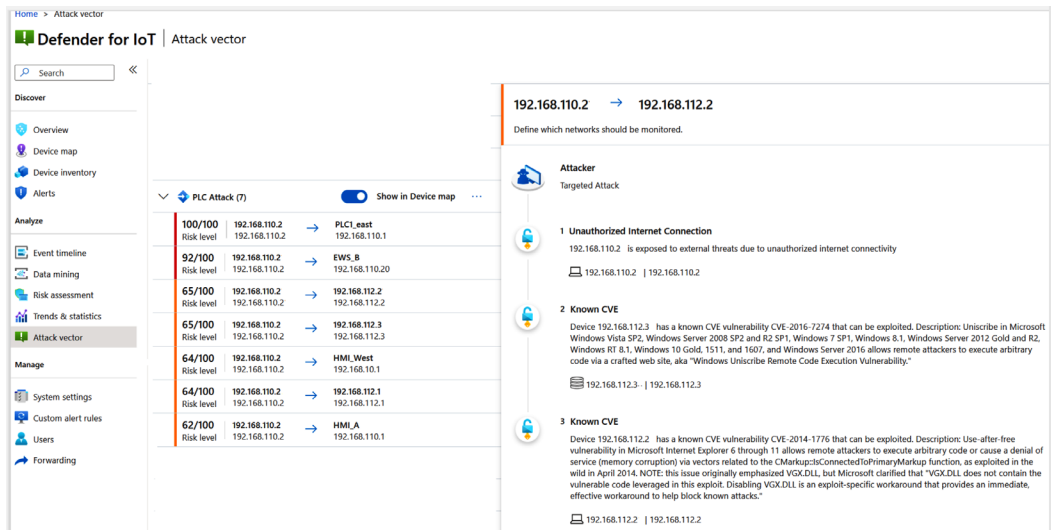 Home > Attack vector
Defender for IoT | Attack vector
Search
Discover
Overview
Device map
Device inventory
Alerts
Analyze
Event timeline
Data mining
Risk assessment
Trends & statistics
Attack vector
Manage
System settings
Custom alert rules
Users
Forwarding
PLC Attack (7) Show in Device map ...
100/100 192.168.110.2 → PLC1_east
Risk level 192.168.110.2 192.168.110.1
92/100 192.168.110.2 → EWS_B
Risk level 192.168.110.2 192.168.110.20
65/100 192.168.110.2 → 192.168.112.2
Risk level 192.168.110.2 192.168.112.2
65/100 192.168.110.2 → 192.168.112.3
Risk level 192.168.110.2 192.168.112.3
64/100 192.168.110.2 → HMI_West
Risk level 192.168.110.2 192.168.10.1
64/100 192.168.110.2 → 192.168.112.1
Risk level 192.168.110.2 192.168.112.1
62/100 192.168.110.2 → HMI_A
Risk level 192.168.110.2 192.168.110.1
192.168.110.2 → 192.168.112.2
Define which networks should be monitored.
Attacker
Targeted Attack
1 Unauthorized Internet Connection
192.168.110.2 is exposed to external threats due to unauthorized internet connectivity
192.168.110.2 | 192.168.110.2
2 Known CVE
Device 192.168.112.3 has a known CVE vulnerability CVE-2016-7274 that can be exploited. Description: Uniscribe in Microsoft
Windows Vista SP2, Windows Server 2008 SP2 and R2 SP1, Windows 7 SP1, Windows 8.1, Windows Server 2012 Gold and R2,
Windows RT 8.1, Windows 10 Gold, 1511, and 1607, and Windows Server 2016 allows remote attackers to execute arbitrary
code via a crafted web site, aka "Windows Uniscribe Remote Code Execution Vulnerability."
192.168.112.3 | 192.168.112.3
3 Known CVE
Device 192.168.112.2 has a known CVE vulnerability CVE-2014-1776 that can be exploited. Description: Use-after-free
vulnerability in Microsoft Internet Explorer 6 through 11 allows remote attackers to execute arbitrary code or cause a denial of
service (memory corruption) via vectors related to the CMarkup::IsConnectedToPrimaryMarkup function, as exploited in the
wild in April 2014. NOTE: this issue originally emphasized VGX.DLL, but Microsoft clarified that "VGX.DLL does not contain the
vulnerable code leveraged in this exploit. Disabling VGX.DLL is an exploit-specific workaround that provides an immediate,
effective workaround to help block known attacks."
192.168.112.2 | 192.168.112.2